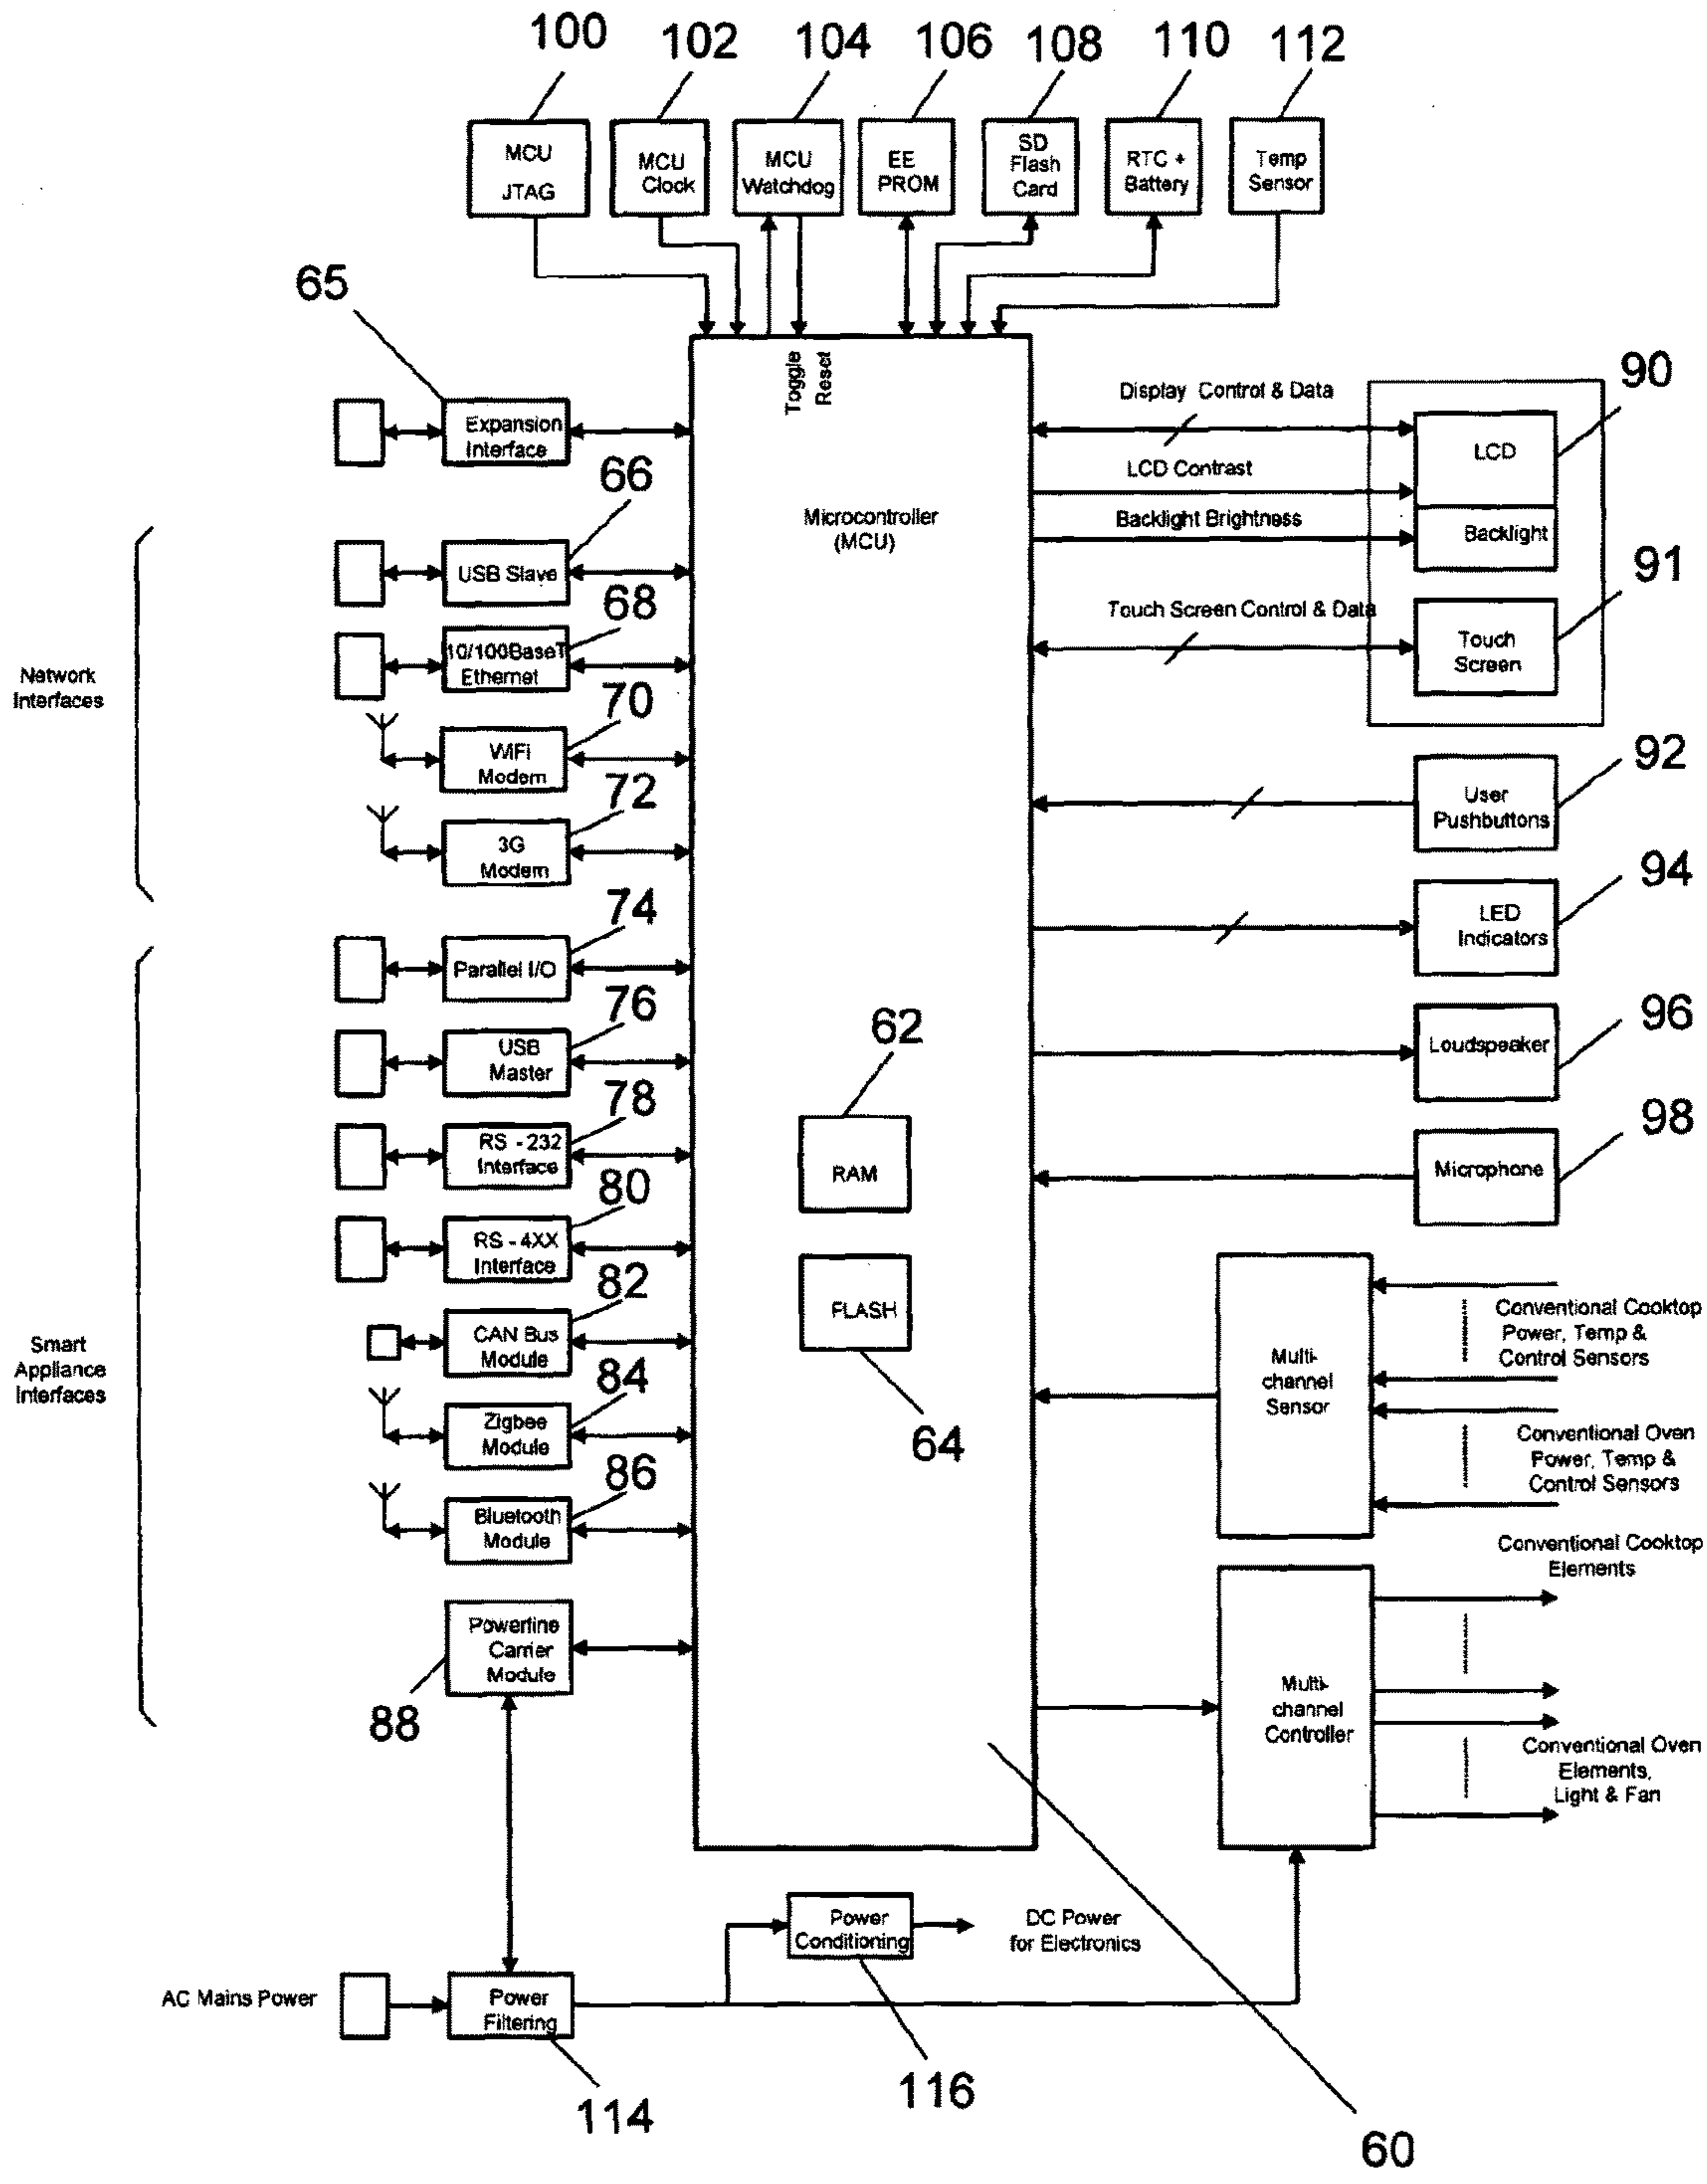 100
102
104
106
108
110
112
MCU
JTAG
MCU
Clock
MCU
Watchdog
EE
PROM
SD
Flash
Card
RTC +
Battery
Temp
Sensor
65
Toggle
Reset
Expansion
Interface
66
USB Slave
68
10/100BaseT
Ethernet
70
WiFi
Modem
72
3G
Modem
Network
Interfaces
74
Parallel I/O
76
USB
Master
78
RS - 232
Interface
80
RS - 4XX
Interface
82
CAN Bus
Module
84
Zigbee
Module
86
Bluetooth
Module
Powerline
Carrier
Module
88
Smart
Appliance
Interfaces
Microcontroller
(MCU)
62
RAM
FLASH
64
Display Control & Data
LCD Contrast
Backlight Brightness
Touch Screen Control & Data
90
LCD
Backlight
91
Touch
Screen
92
User
Pushbuttons
94
LED
Indicators
96
Loudspeaker
98
Microphone
Multi-
channel
Sensor
Conventional Cooktop
Power, Temp &
Control Sensors
Conventional Oven
Power, Temp &
Control Sensors
Conventional Cooktop
Elements
Multi-
channel
Controller
Conventional Oven
Elements,
Light & Fan
Power
Conditioning
DC Power
for Electronics
AC Mains Power
Power
Filtering
114
116
60